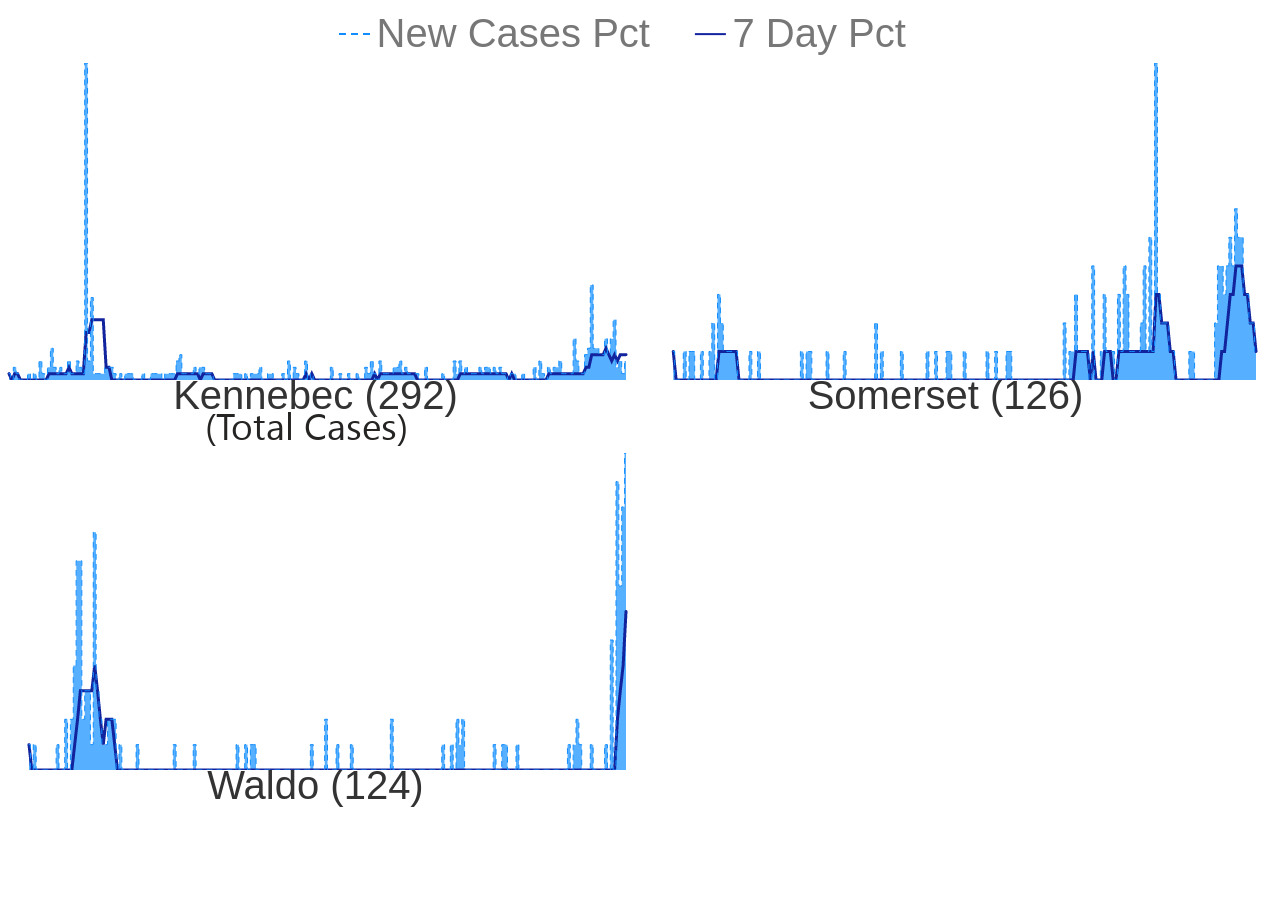 New Cases Pct 7 Day Pct
Kennebec (292)
(Total Cases)
Somerset (126)
Waldo (124)